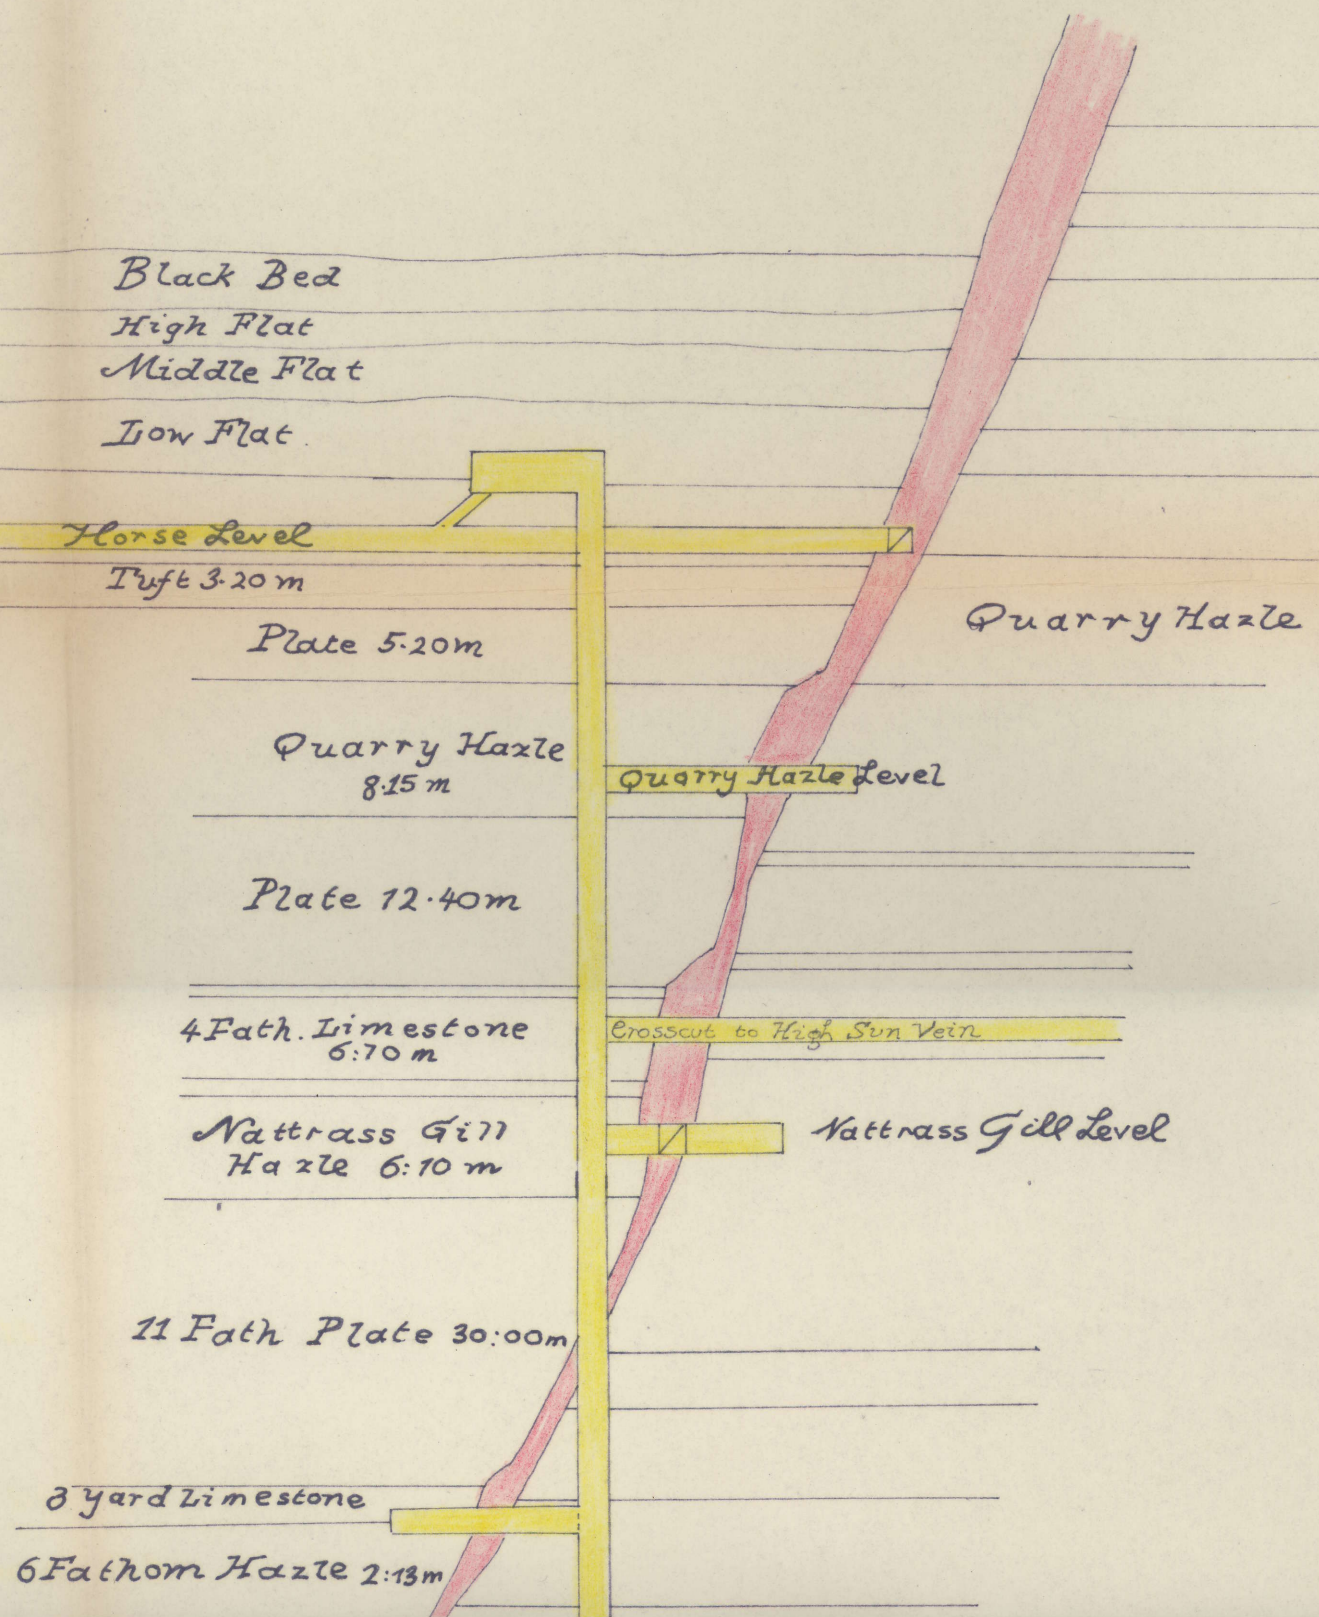 Black Bed
High Flat
Middle Flat
Low Flat.
Horse Level
Tuft 3.20 m
Quarry Hazle
Plate 5.20m
Quarry Hazle
8.15 m
Quarry Hazle Level
Plate 12.40m
4 Fath. Limestone
6:70 m
Crosscut to High Sun Vein
Nattrass Gill
Hazle 6:10 m
Nattrass Gill Level
11 Fath Plate 30:00m
3 Yard Limestone
6 Fathom Hazle 2:13m